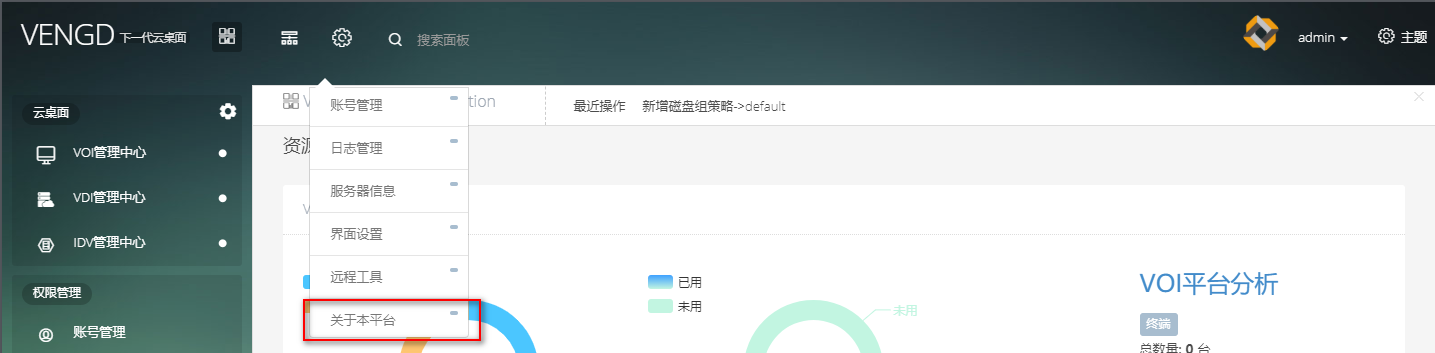 VENGD 下一代云桌面
搜索面板
admin
主题
云桌面
VOI管理中心
VDI管理中心
IDV管理中心
权限管理
账号管理
账号管理
日志管理
服务器信息
界面设置
远程工具
关于本平台
tion
最近操作 新增磁盘组策略->default
已用
未用
未用
VOI平台分析
终端
总数量: 0 台